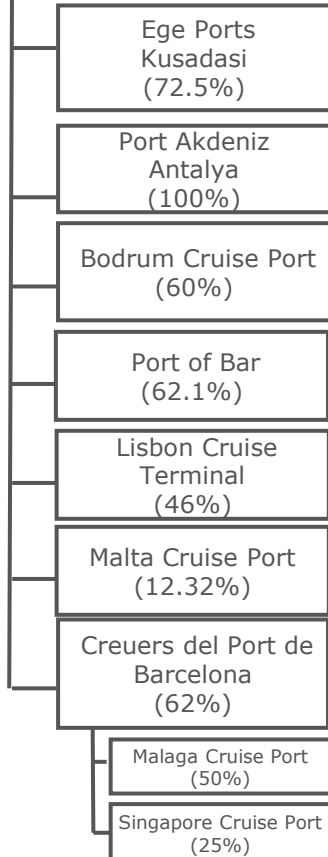 Ege Ports
Kusadasi
(72.5%)
Port Akdeniz
Antalya
(100%)
Bodrum Cruise Port
(60%)
Port of Bar
(62.1%)
Lisbon Cruise
Terminal
(46%)
Malta Cruise Port
(12.32%)
Creuers del Port de
Barcelona
(62%)
Malaga Cruise Port
(50%)
Singapore Cruise Port
(25%)